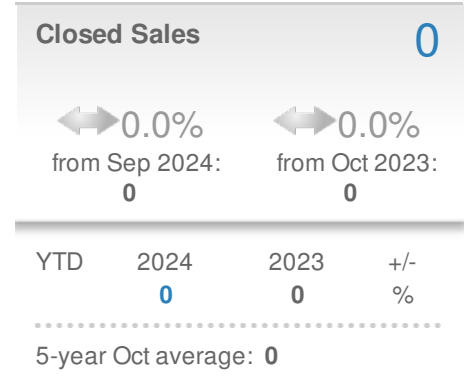 Closed Sales 0
0.0% 0.0%
from Sep 2024: from Oct 2023:
0 0
YTD 2024 2023 +/-
0 0 %
5-year Oct average: 0